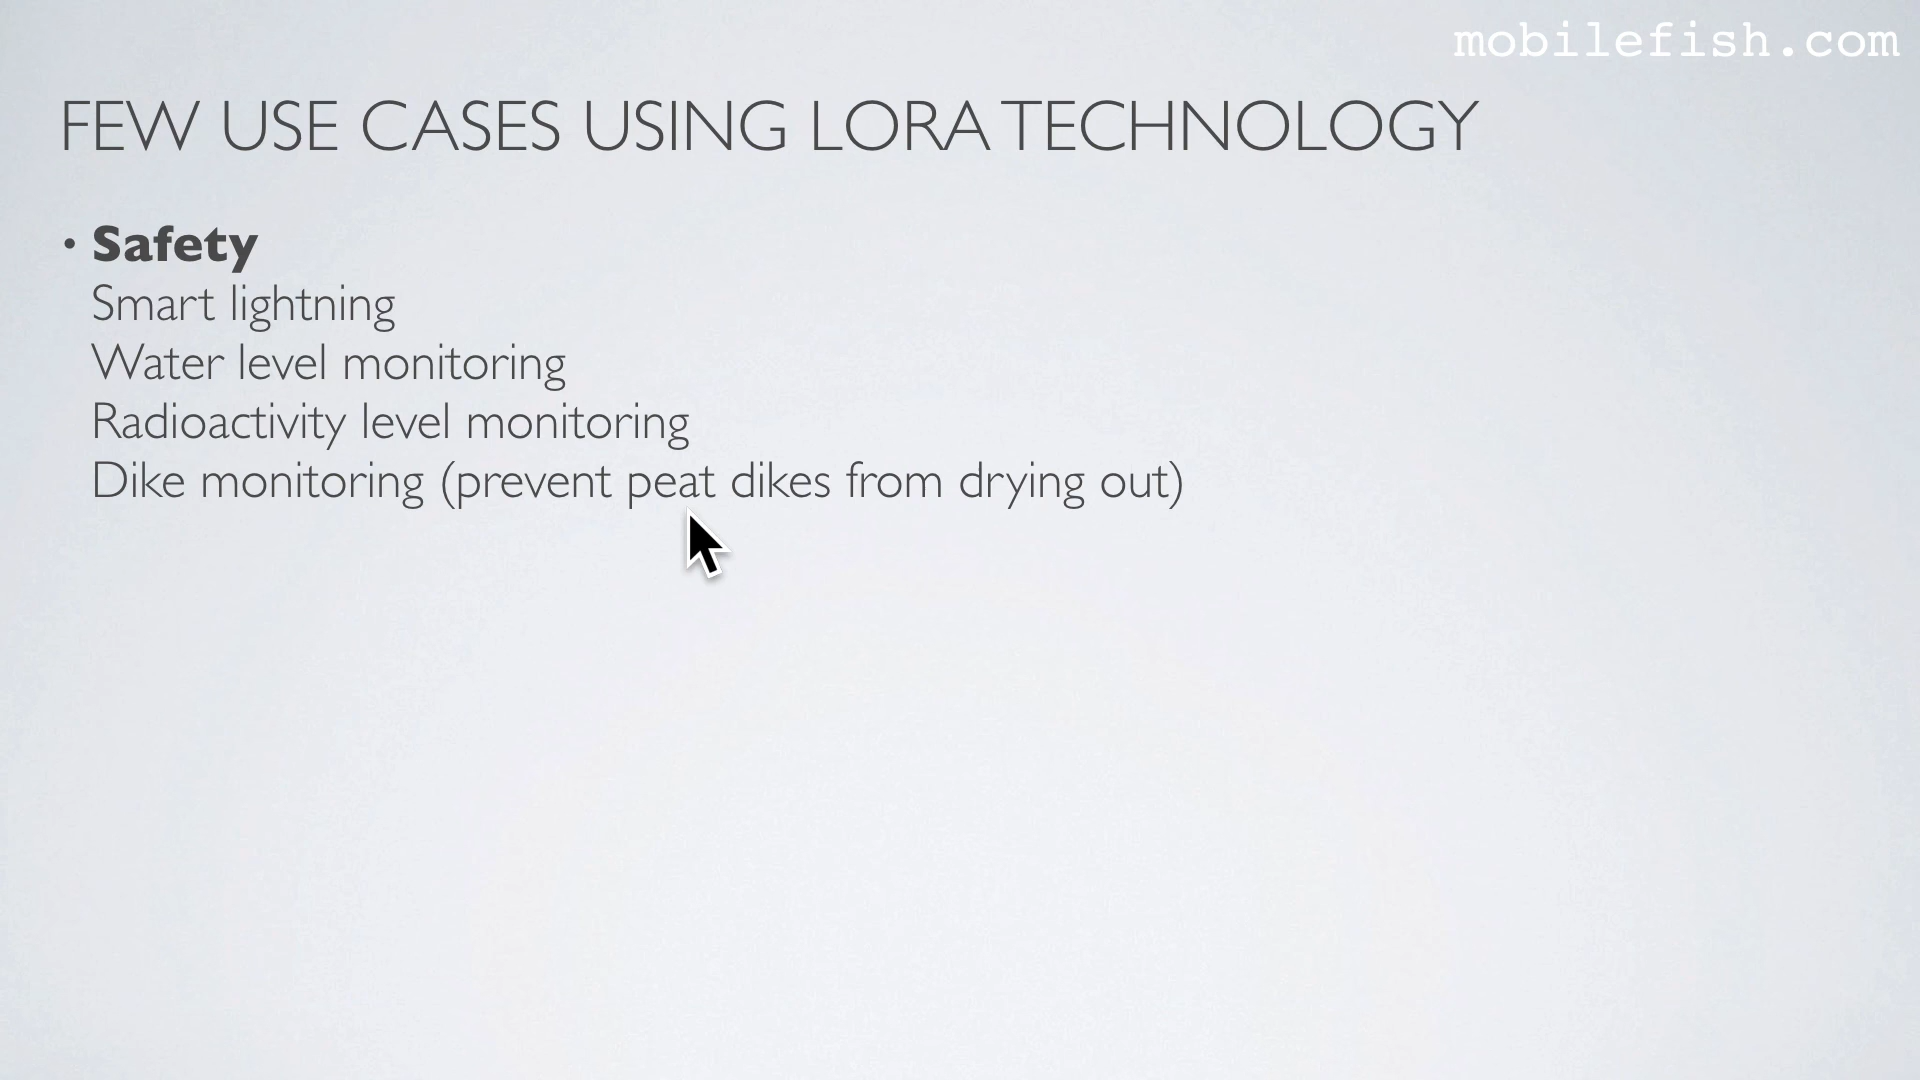 mobilefish.com
FEW USE CASES USING LORA TECHNOLOGY
• Safety
Smart lightning
Water level monitoring
Radioactivity level monitoring
Dike monitoring (prevent peat dikes from drying out)